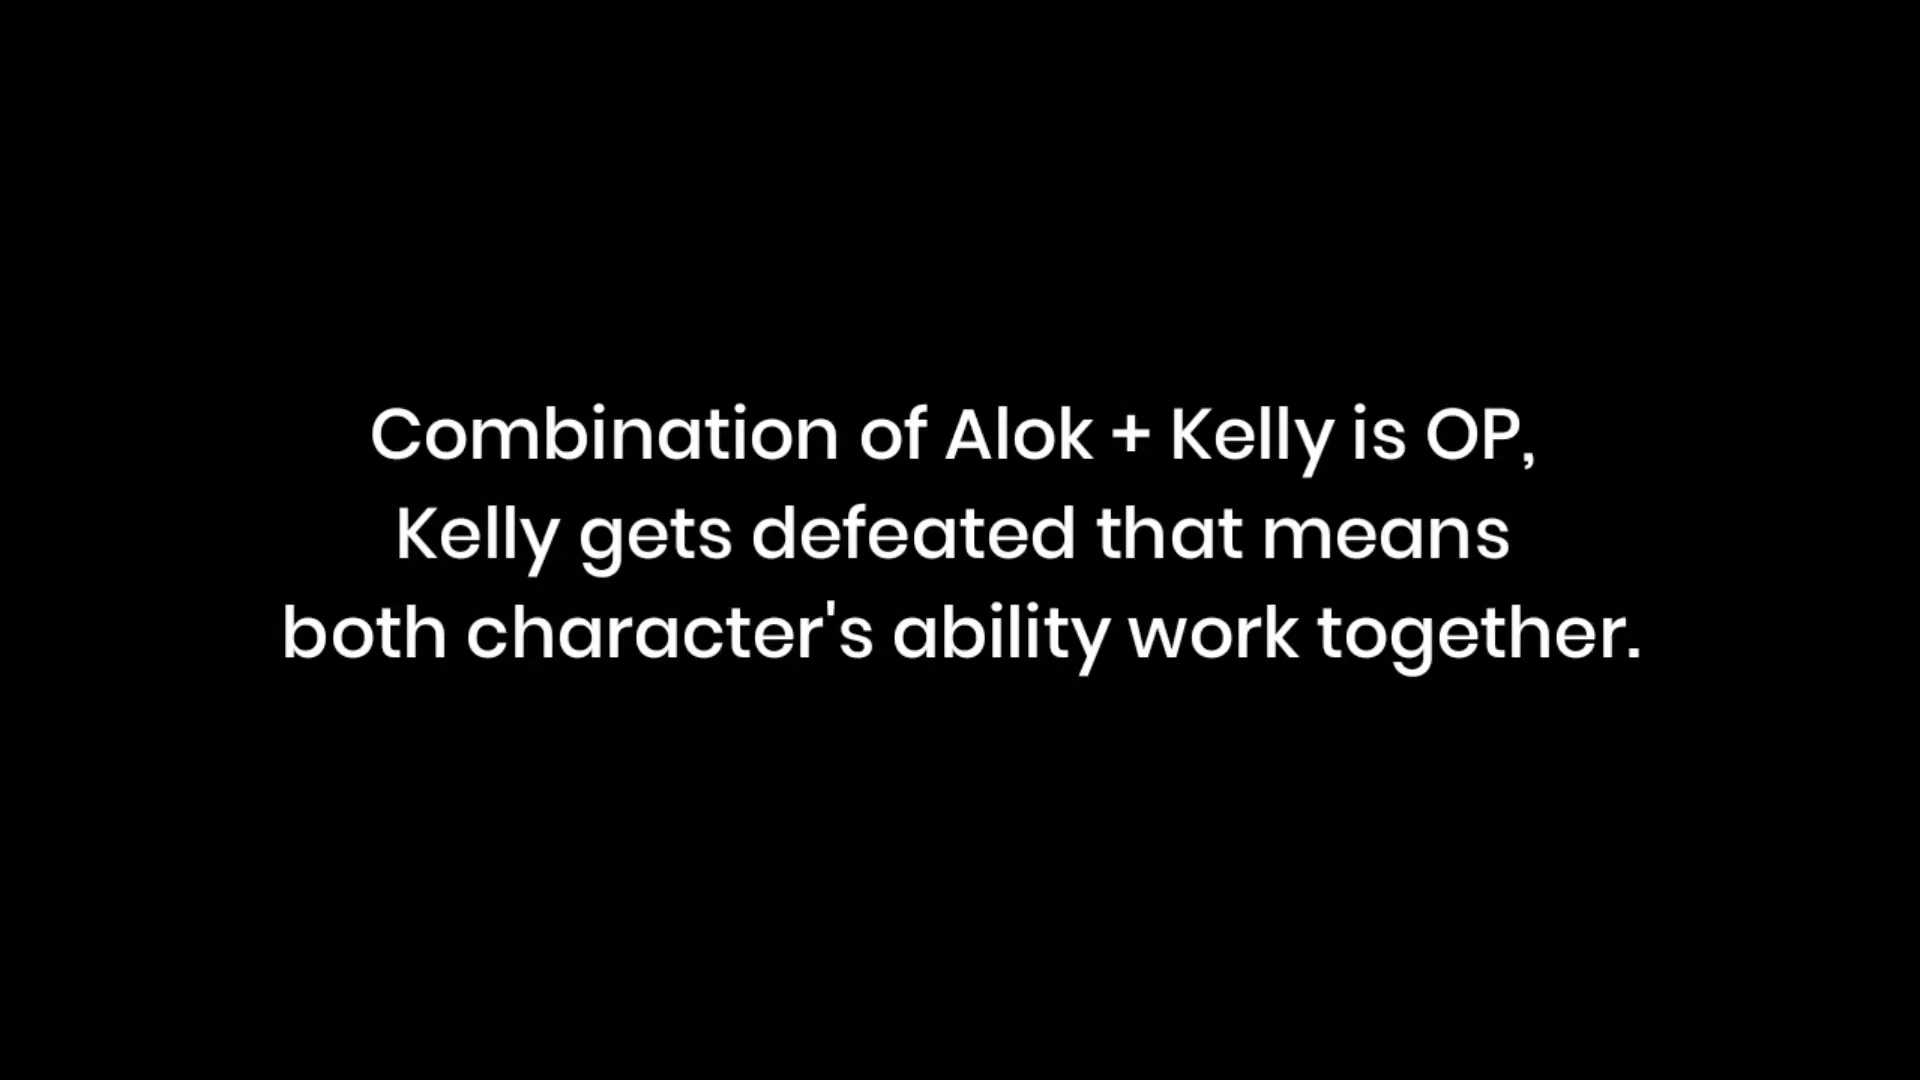 Combination of Alok + Kelly is OP,
Kelly gets defeated that means
both character's ability work together.